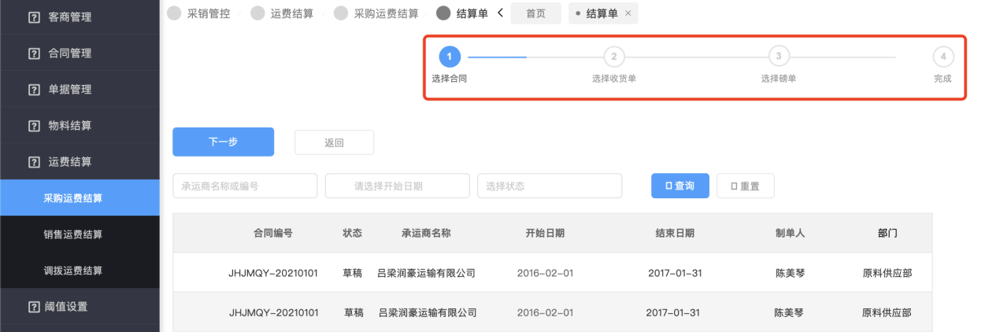 客商管理
合同管理
单据管理
物料结算
运费结算
采购运费结算
销售运费结算
调拨运费结算
阈值设置
采销管控 / 运费结算 / 采购运费结算 / 结算单 < 首页 • 结算单 ×
1 2 3 4
选择合同 选择收货单 选择磅单 完成
下一步 返回
承运商名称或编号 请选择开始日期 选择状态 查询 重置
合同编号 状态 承运商名称 开始日期 结束日期 制单人 部门
JHJMQY-20210101 草稿 吕梁润豪运输有限公司 2016-02-01 2017-01-31 陈美琴 原料供应部
JHJMQY-20210101 草稿 吕梁润豪运输有限公司 2016-02-01 2017-01-31 陈美琴 原料供应部